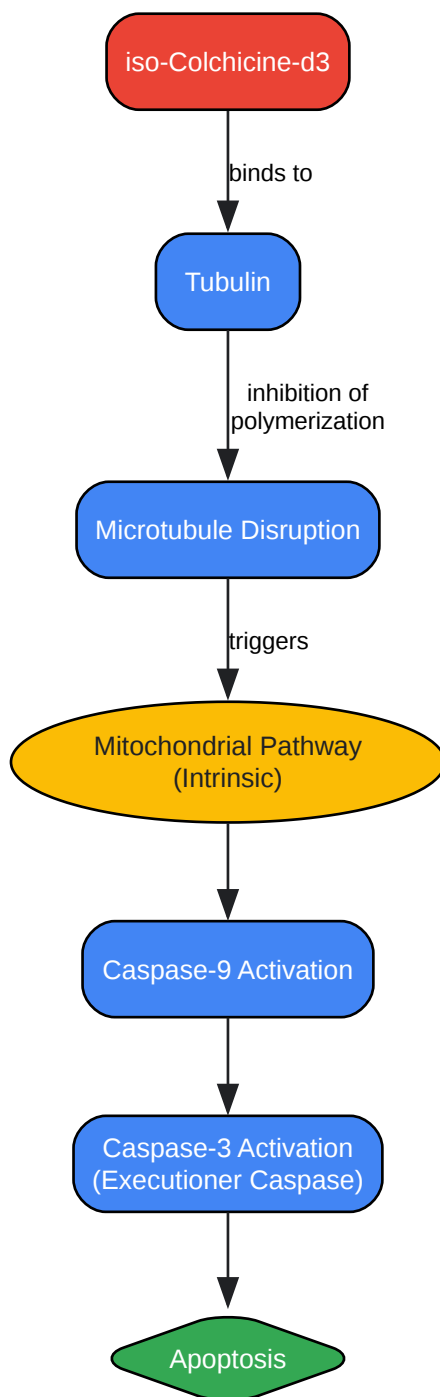 iso-Colchicine-d3
binds to
Tubulin
inhibition of
polymerization
Microtubule Disruption
triggers
Mitochondrial Pathway
(Intrinsic)
Caspase-9 Activation
Caspase-3 Activation
(Executioner Caspase)
Apoptosis